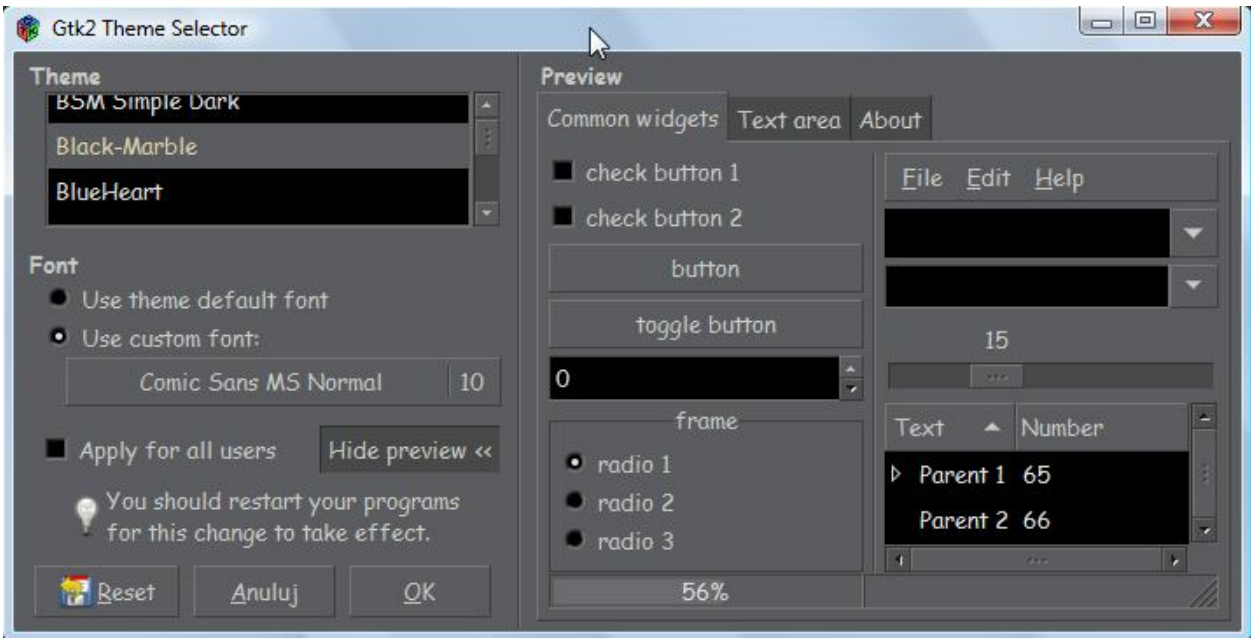 Gtk2 Theme Selector
Theme
BSM Simple Dark
Black-Marble
BlueHeart
Font
Use theme default font
Use custom font:
Comic Sans MS Normal 10
Apply for all users
Hide preview <<
You should restart your programs
for this change to take effect.
Reset
Anuluj
OK
Preview
Common widgets
Text area
About
check button 1
check button 2
button
toggle button
0
frame
radio 1
radio 2
radio 3
56%
File Edit Help
15
Text Number
Parent 1 65
Parent 2 66